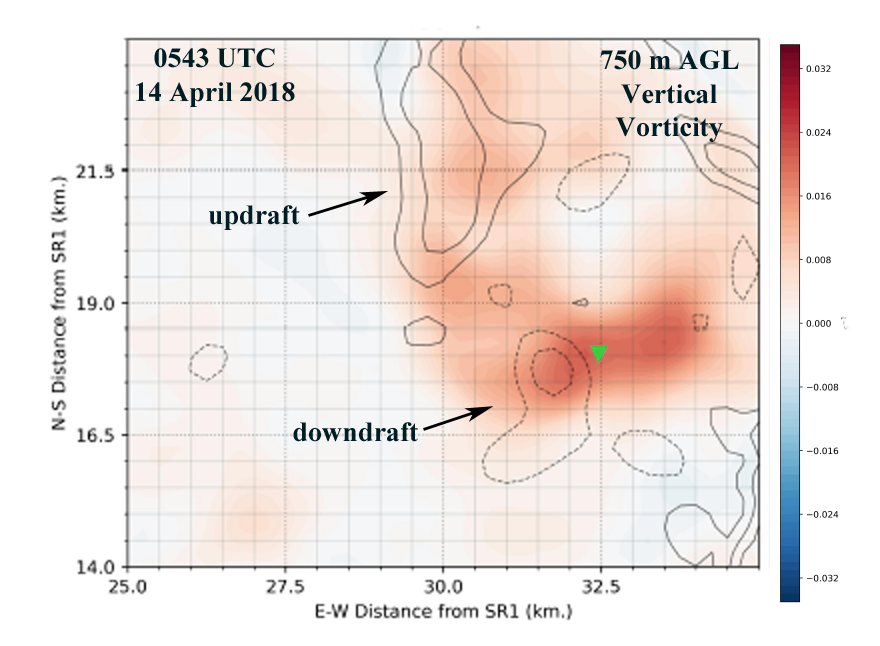 0543 UTC
14 April 2018
750 m AGL
Vertical
Vorticity
updraft
downdraft
N-S Distance from SR1 (km.)
21.5
19.0
16.5
14.0
25.0
27.5
30.0
32.5
E-W Distance from SR1 (km.)
0.032
0.024
0.016
0.008
0.000
−0.008
−0.016
−0.024
−0.032